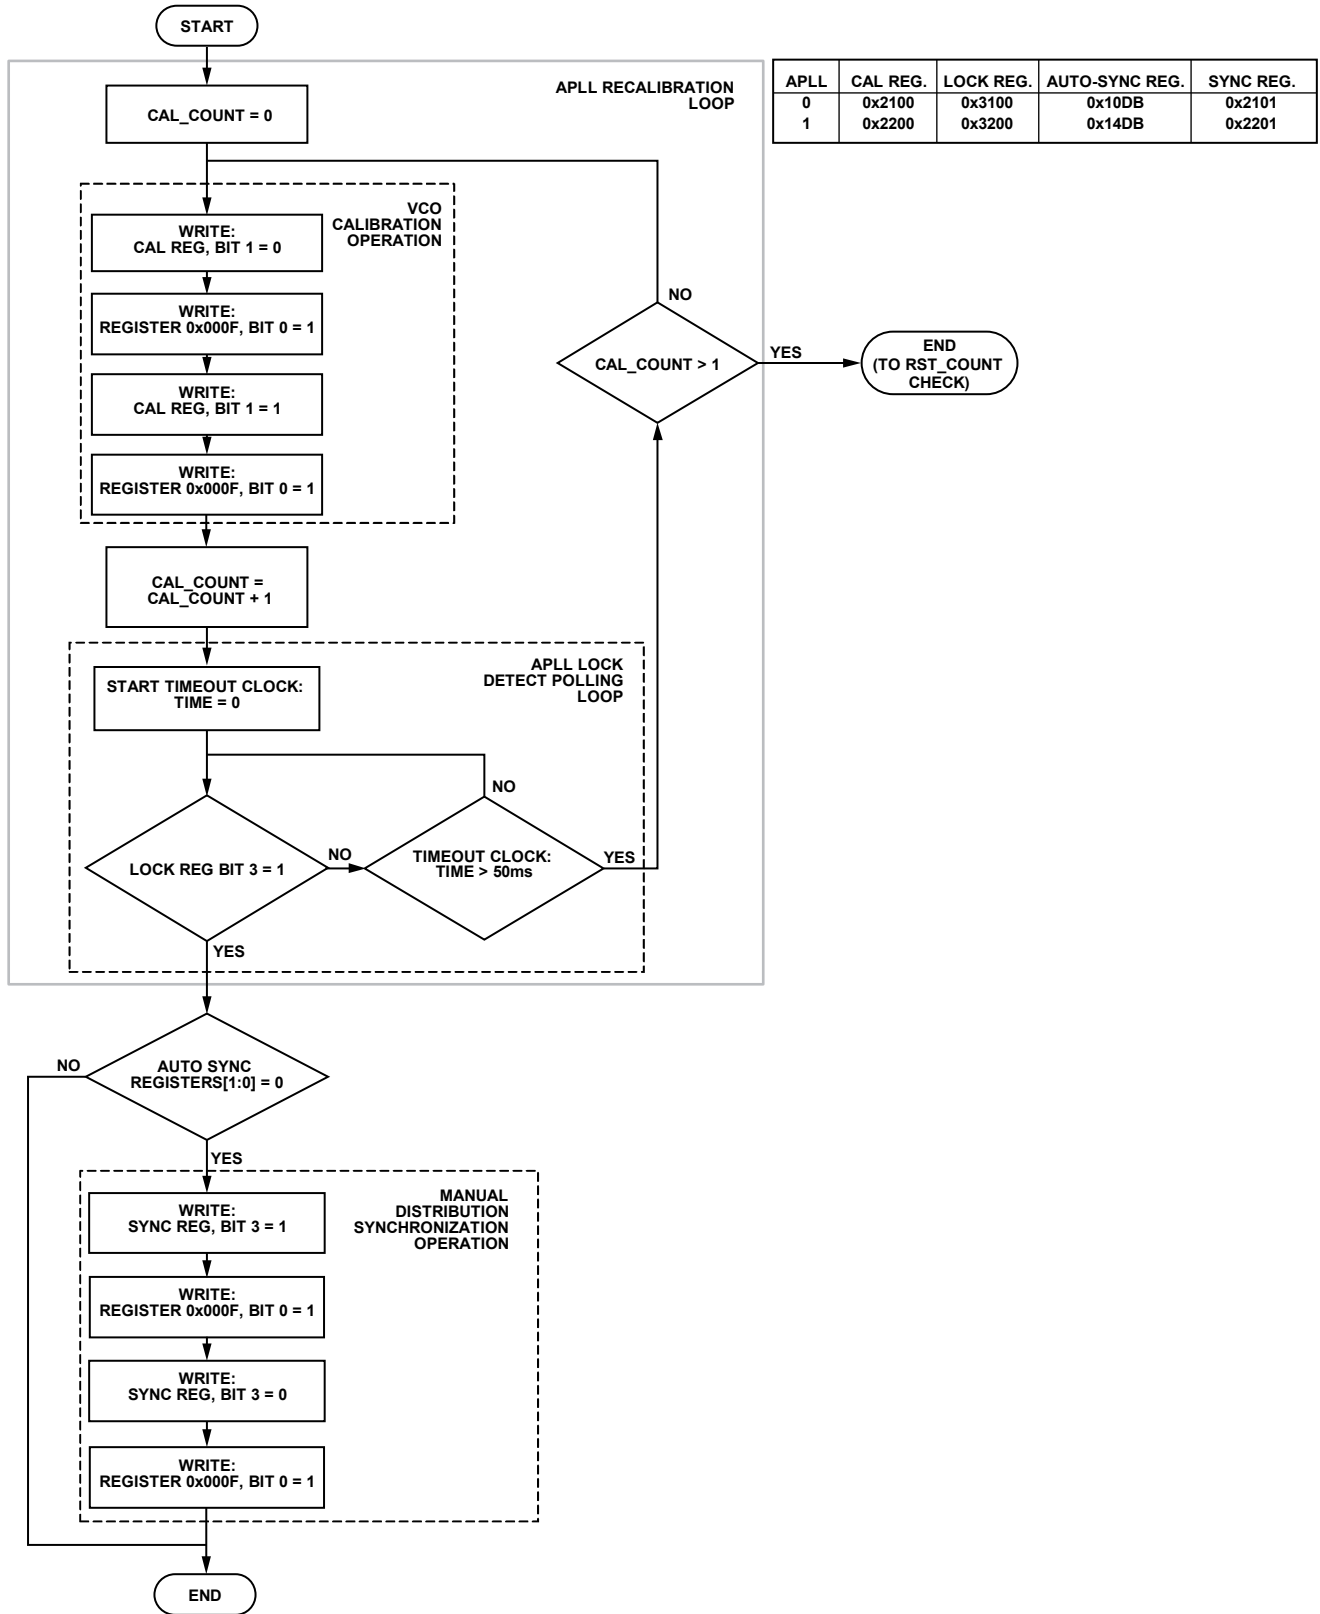 START
APLL RECALIBRATION
LOOP
APLL CAL REG. LOCK REG. AUTO-SYNC REG. SYNC REG.
0 0x2100 0x3100 0x10DB 0x2101
1 0x2200 0x3200 0x14DB 0x2201
CAL_COUNT = 0
VCO
CALIBRATION
OPERATION
WRITE:
CAL REG, BIT 1 = 0
WRITE:
REGISTER 0x000F, BIT 0 = 1
WRITE:
CAL REG, BIT 1 = 1
WRITE:
REGISTER 0x000F, BIT 0 = 1
NO
CAL_COUNT > 1
YES
END
(TO RST_COUNT
CHECK)
CAL_COUNT =
CAL_COUNT + 1
APLL LOCK
DETECT POLLING
LOOP
START TIMEOUT CLOCK:
TIME = 0
NO
LOCK REG BIT 3 = 1
NO
TIMEOUT CLOCK:
TIME > 50ms
YES
YES
NO
AUTO SYNC
REGISTERS[1:0] = 0
YES
MANUAL
DISTRIBUTION
SYNCHRONIZATION
OPERATION
WRITE:
SYNC REG, BIT 3 = 1
WRITE:
REGISTER 0x000F, BIT 0 = 1
WRITE:
SYNC REG, BIT 3 = 0
WRITE:
REGISTER 0x000F, BIT 0 = 1
END